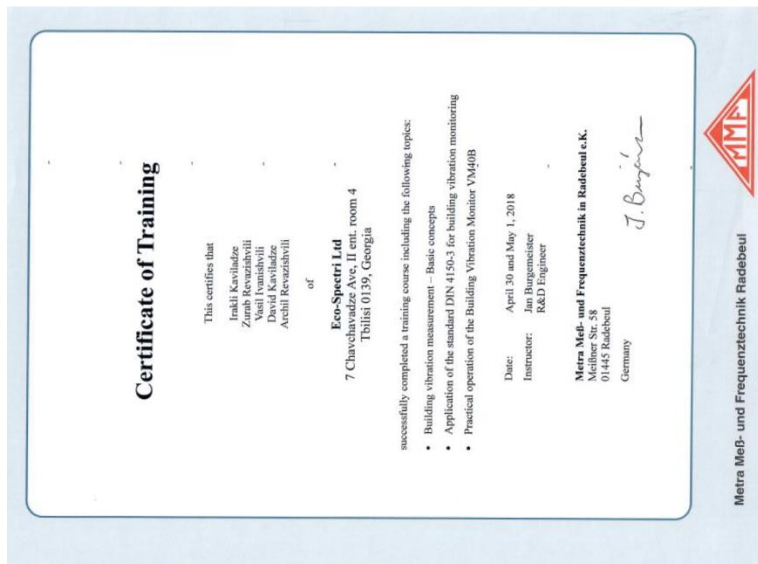 Certificate of Training
This certifies that
Irakli Kaviladze
Zurab Revazishvili
Vasil Ivanishvili
David Kaviladze
Archil Revazishvili
of
Eco-Spectri Ltd
7 Chavchavadze Ave, II ent. room 4
Tbilisi 0139, Georgia
successfully completed a training course including the following topics:
• Building vibration measurement – Basic concepts
• Application of the standard DIN 4150-3 for building vibration monitoring
• Practical operation of the Building Vibration Monitor VM40B
Date: April 30 and May 1, 2018
Instructor: Jan Burgemeister
R&D Engineer
Metra Meß- und Frequenztechnik in Radebeul e.K.
Meißner Str. 58
01445 Radebeul
Germany
MMF
Metra Meß- und Frequenztechnik Radebeul